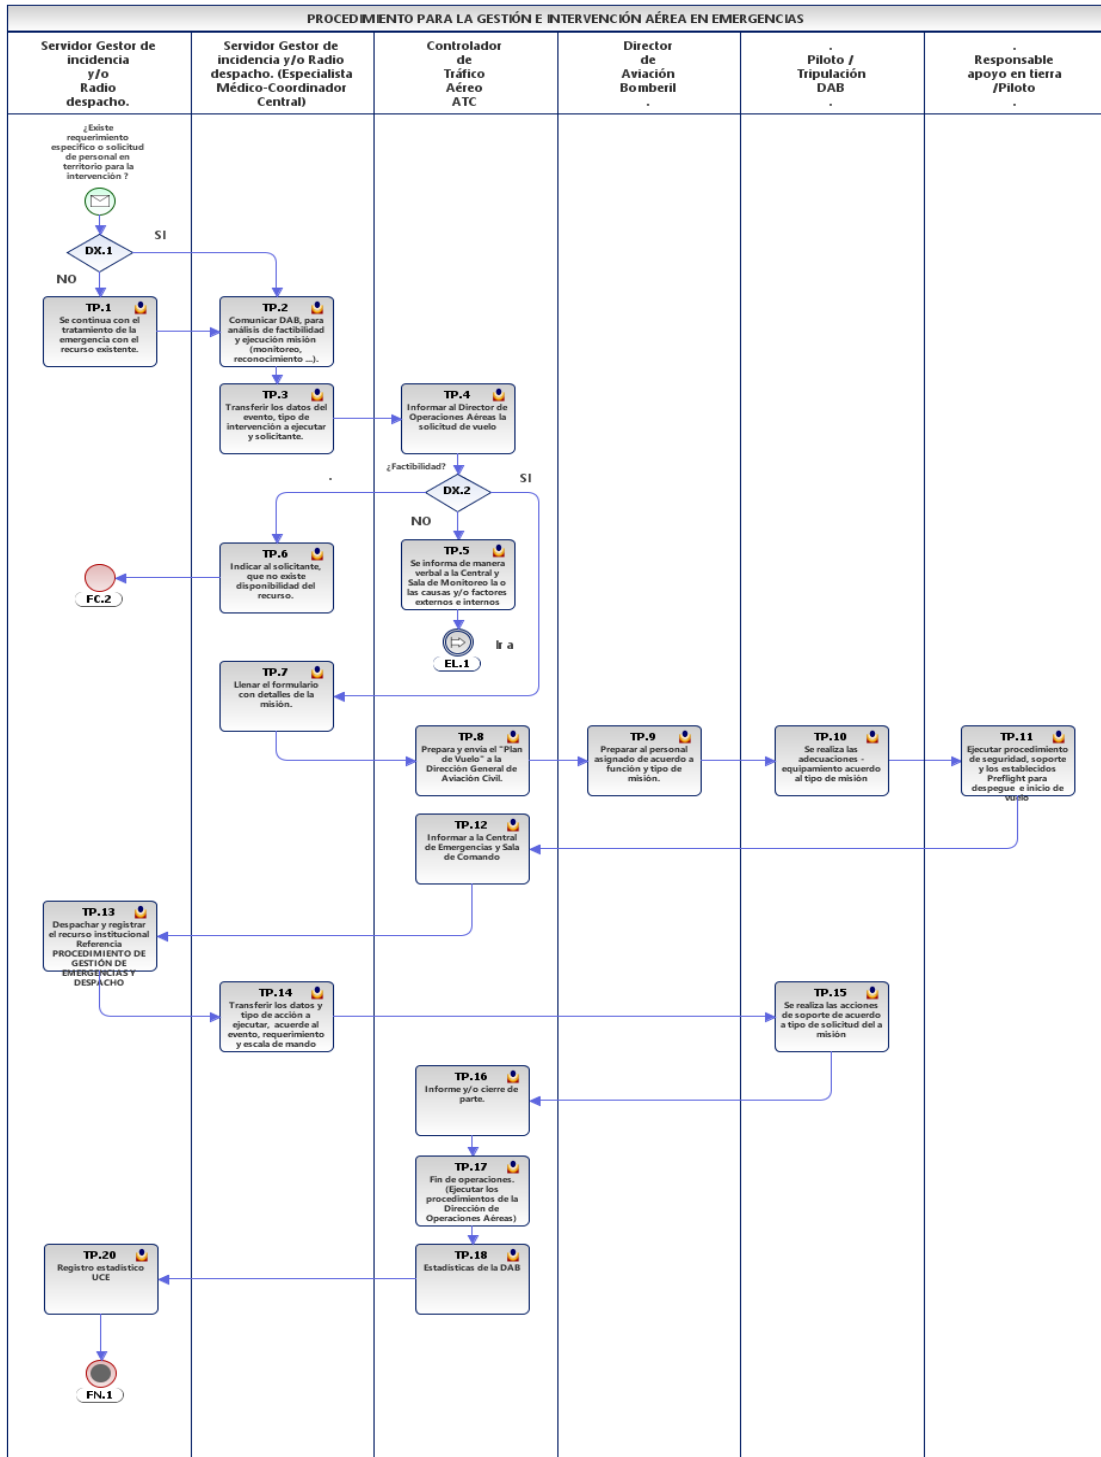 PROCEDIMIENTO PARA LA GESTIÓN E INTERVENCIÓN AÉREA EN EMERGENCIAS
Servidor Gestor de
incidencia
y/o
Radio
despacho.
Servidor Gestor de
incidencia y/o Radio
despacho. (Especialista
Médico-Coordinador
Central)
Controlador
de
Tráfico
Aéreo
ATC
Director
de
Aviación
Bomberil
.
.
Piloto /
Tripulación
DAB
.
.
Responsable
apoyo en tierra
/Piloto
.
¿Existe
requerimiento
especifico o solicitud
de personal en
territorio para la
intervención ?
DX.1
SI
NO
TP.1
Se continua con el
tratamiento de la
emergencia con el
recurso existente.
TP.2
Comunicar DAB, para
análisis de factibilidad
y ejecución misión
(monitoreo,
reconocimiento ...).
TP.3
Transferir los datos del
evento, tipo de
intervención a ejecutar
y solicitante.
TP.4
Informar al Director de
Operaciones Aéreas la
solicitud de vuelo
¿Factibilidad?
.
DX.2
SI
NO
TP.5
Se informa de manera
verbal a la Central y
Sala de Monitoreo la o
las causas y/o factores
externos e internos
TP.6
Indicar al solicitante,
que no existe
disponibilidad del
recurso.
FC.2
Ir a
EL.1
TP.7
Llenar el formulario
con detalles de la
misión.
TP.8
Prepara y envia el "Plan
de Vuelo" a la
Dirección General de
Aviación Civil.
TP.9
Preparar al personal
asignado de acuerdo a
función y tipo de
misión.
TP.10
Se realiza las
adecuaciones -
equipamiento acuerdo
al tipo de misión
TP.11
Ejecutar procedimiento
de seguridad, soporte
y los establecidos
Preflight para
despegue e inicio de
vuelo
TP.12
Informar a la Central
de Emergencias y Sala
de Comando
TP.13
Despachar y registrar
el recurso institucional
Referencia
PROCEDIMIENTO DE
GESTIÓN DE
EMERGENCIAS Y
DESPACHO
TP.14
Transferir los datos y
tipo de acción a
ejecutar, acuerde al
evento, requerimiento
y escala de mando
TP.15
Se realiza las acciones
de soporte de acuerdo
a tipo de solicitud del a
misión
TP.16
Informe y/o cierre de
parte.
TP.17
Fin de operaciones.
(Ejecutar los
procedimientos de la
Dirección de
Operaciones Aéreas)
TP.18
Estadísticas de la DAB
TP.20
Registro estadístico
UCE
FN.1